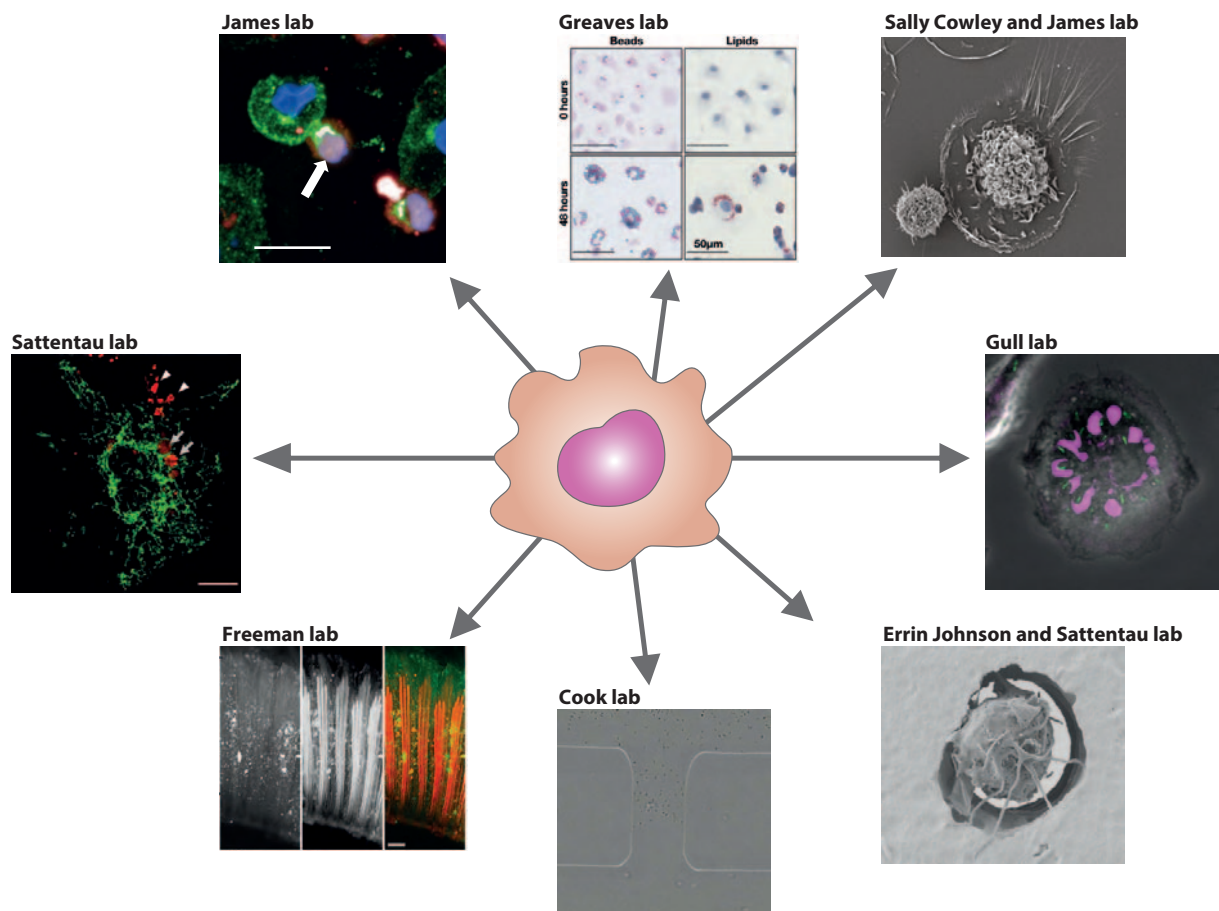 James lab
Greaves lab
Sally Cowley and James lab
Beads
Lipids
0 hours
48 hours
50μm
Sattentau lab
Gull lab
Freeman lab
Cook lab
Errin Johnson and Sattentau lab